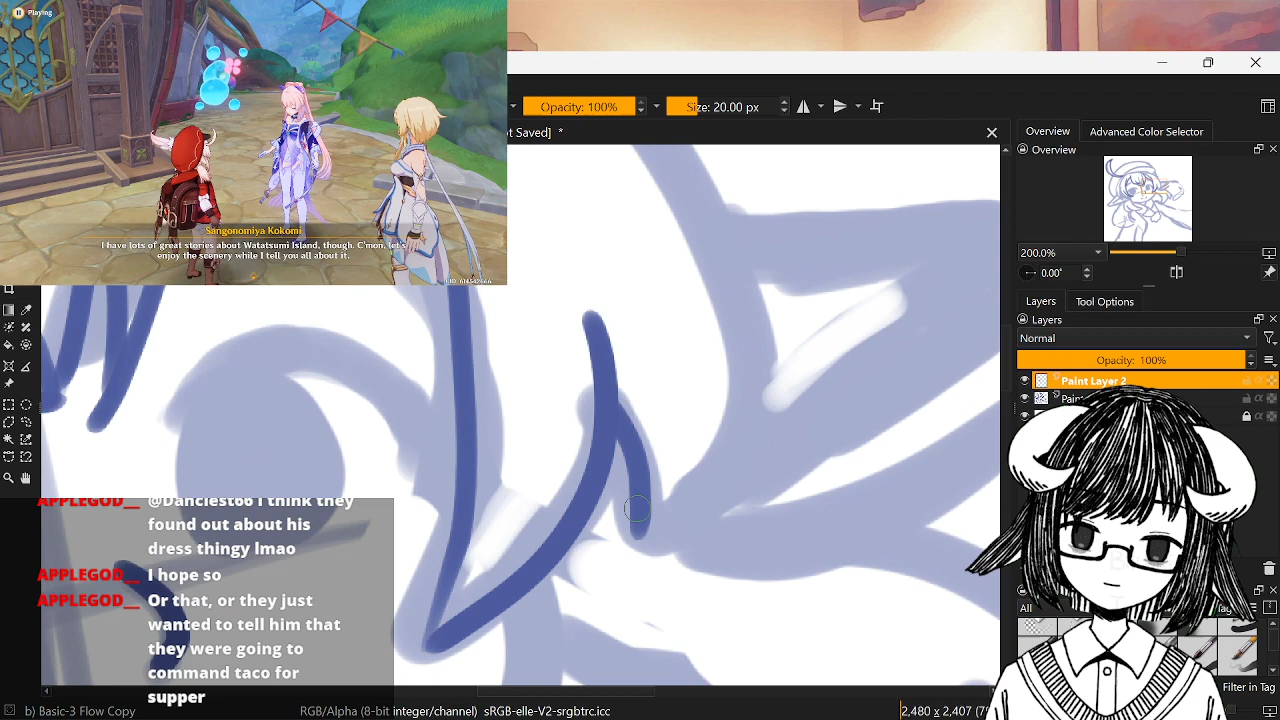 Playing
Sangonomiya Kokomi
I have lots of great stories about Watatsumi Island, though. C'mon, let's
enjoy the scenery while I tell you all about it.
Opacity: 100%
Size: 20.00 px
ot Saved] *
Overview
Advanced Color Selector
Overview
200.0%
0.00°
Layers
Tool Options
Layers
Normal
Opacity: 100%
Paint Layer 2
Pain
All
Tag
Filter in Tag
APPLEGOD__ @Danciest66 I think they
found out about his
dress thingy lmao
APPLEGOD__ I hope so
APPLEGOD__ Or that, or they just
wanted to tell him that
they were going to
command taco for
supper
b) Basic-3 Flow Copy
RGB/Alpha (8-bit integer/channel) sRGB-elle-V2-srgbtrc.icc
2,480 x 2,407 (7